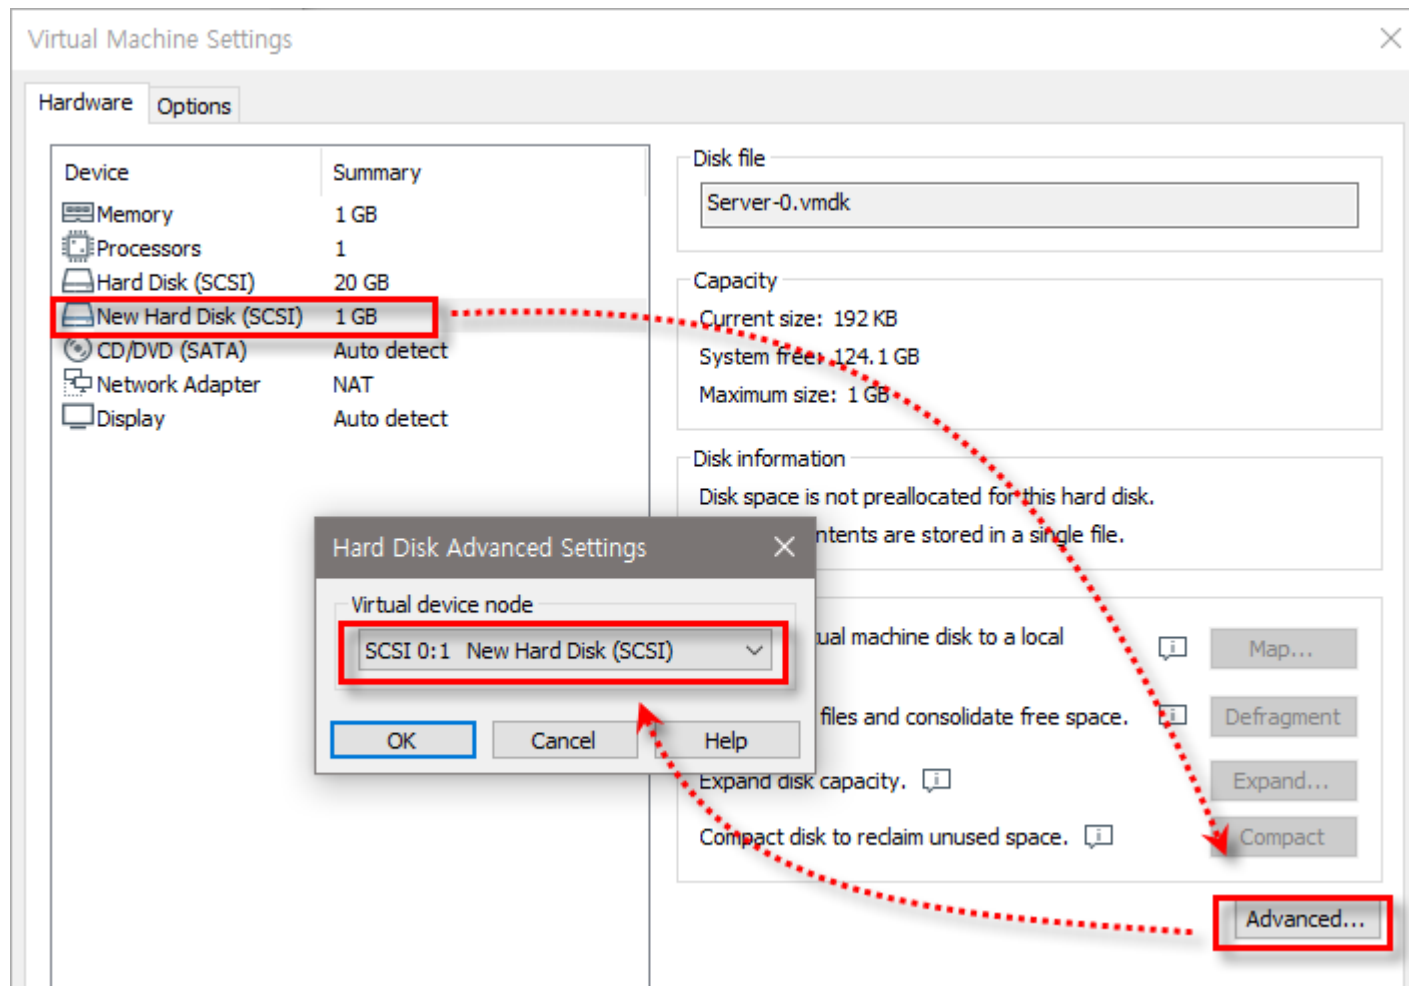 Virtual Machine Settings
Hardware Options
Device Summary
Memory 1 GB
Processors 1
Hard Disk (SCSI) 20 GB
New Hard Disk (SCSI) 1 GB
CD/DVD (SATA) Auto detect
Network Adapter NAT
Display Auto detect
Disk file
Server-0.vmdk
Capacity
Current size: 192 KB
System free: 124.1 GB
Maximum size: 1 GB
Disk information
Disk space is not preallocated for this hard disk.
ntents are stored in a single file.
Hard Disk Advanced Settings
Virtual device node
SCSI 0:1 New Hard Disk (SCSI)
OK Cancel Help
ual machine disk to a local
Map...
files and consolidate free space.
Defragment
Expand disk capacity.
Expand...
Compact disk to reclaim unused space.
Compact
Advanced...